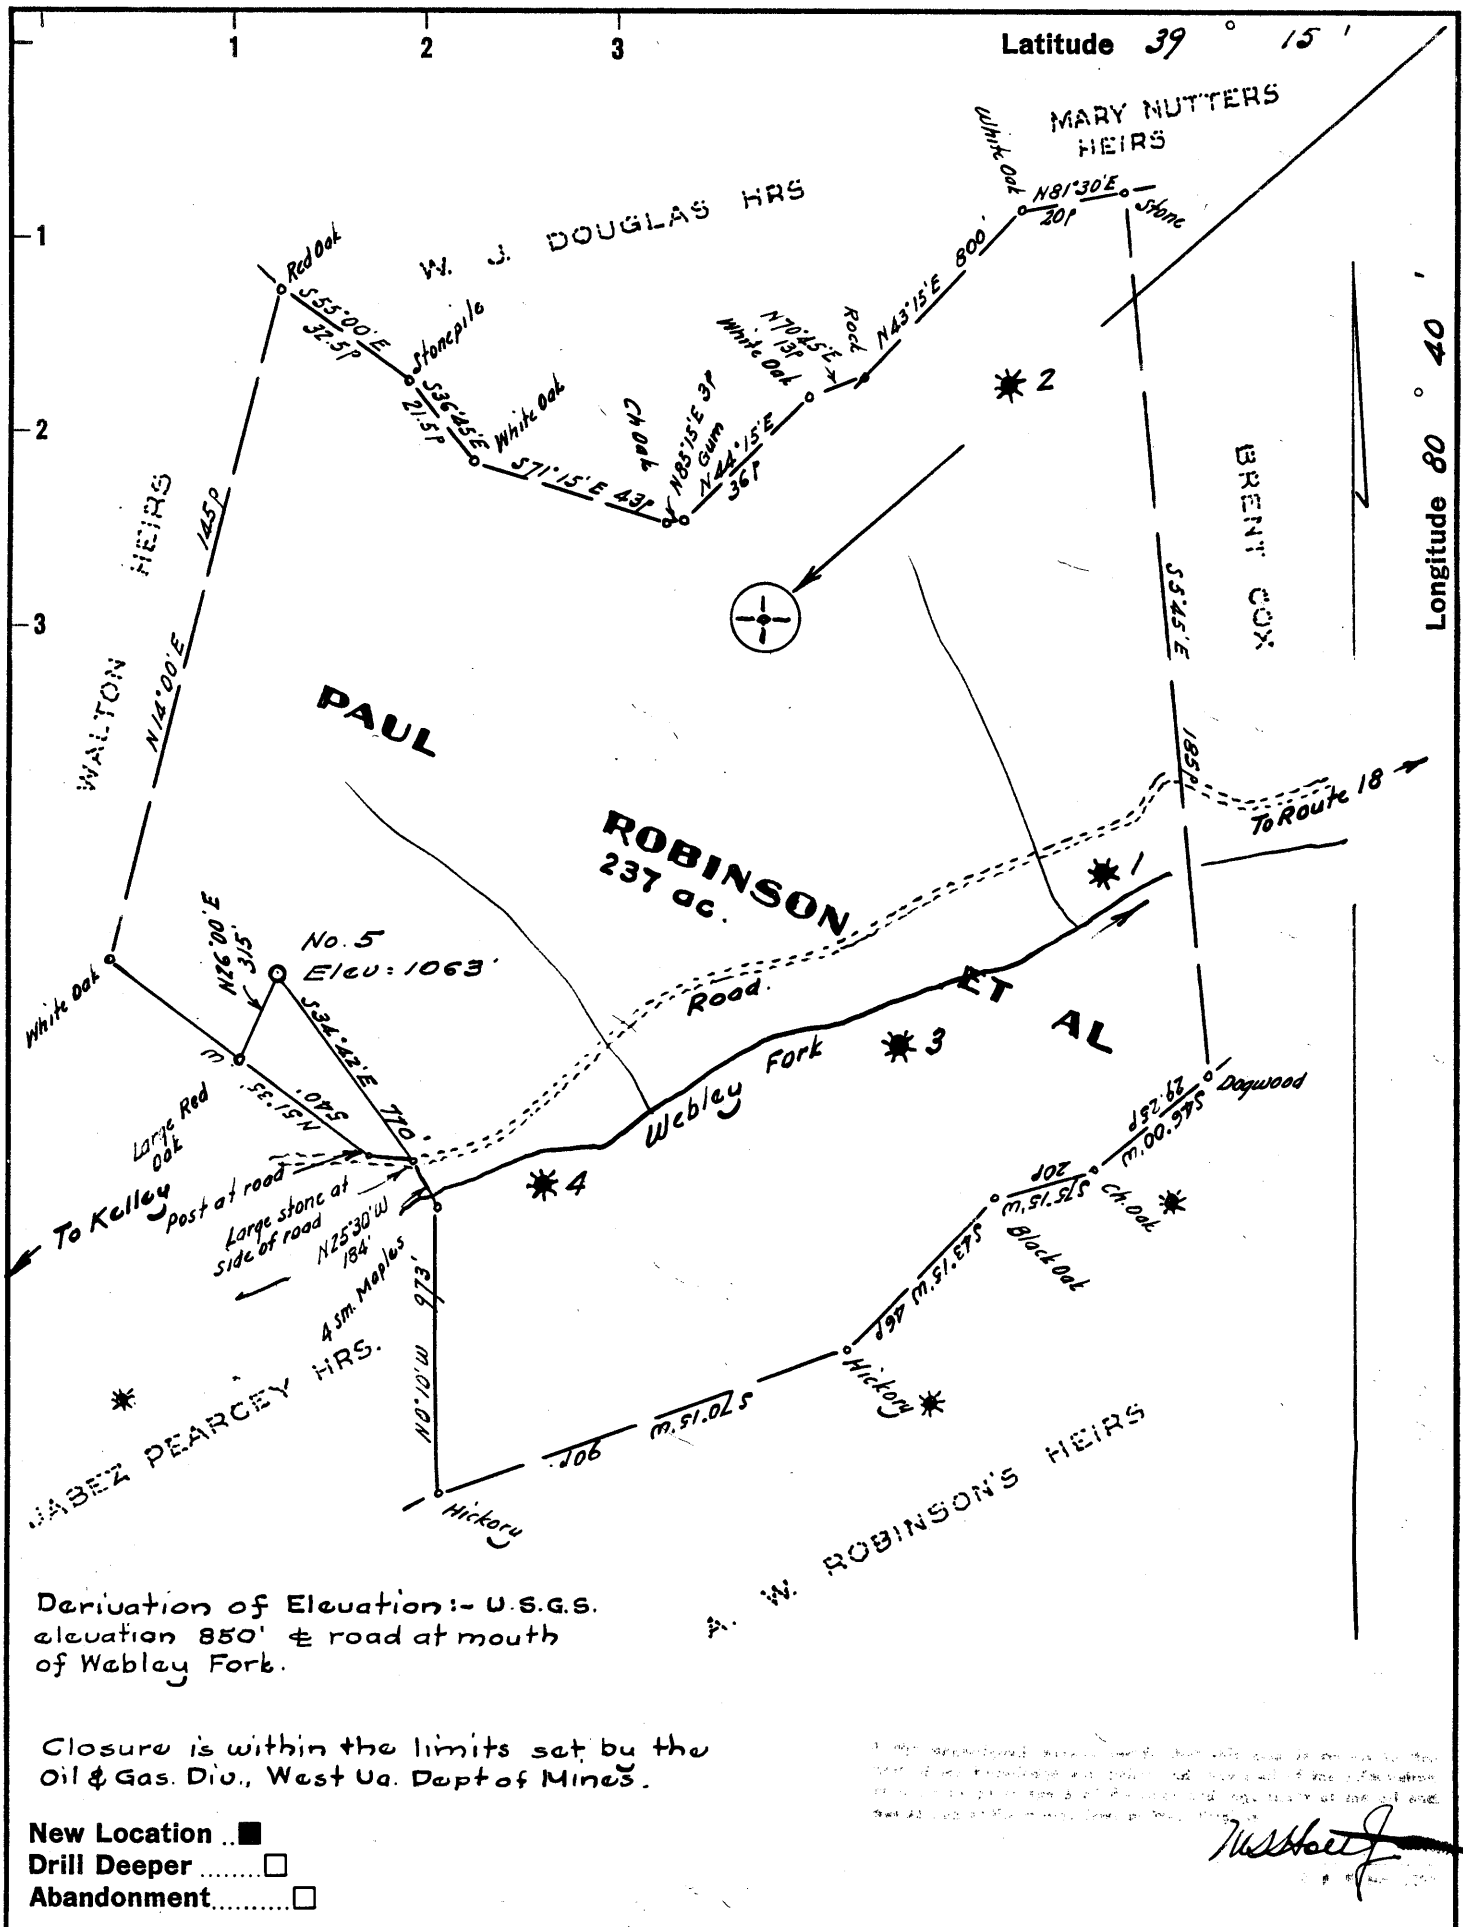 1
2
3
Latitude 39 ° 15 '
MARY NUTTERS
HEIRS
White Oak
N81°30'E
20P
Stone
W. J. DOUGLAS HRS
1
Red Oak
S55°00'E
32.5P
Stonepile
S36°45'E
21.5P
White Oak
S71°15'E 43P
Ch Oak
N85°15'E 3P
Gum
N44°15'E
36P
White Oak
N70°45'E
13P
Rock
N43°15'E 800'
2
2
Longitude 80 ° 40 '
BRENT COX
S5°45'E
185P
WALTON HEIRS
N14°00'E 145P
3
PAUL
ROBINSON
237 ac.
ET AL
To Route 18
1
No. 5
Elev: 1063'
N26°00'E
315'
S34°42'E 770'
White Oak
N51°35' W
540'
Large Red
Oak
Road.
Webley Fork
3
4
Dogwood
S46°00'W
29.25P
Ch. Oak
S75°15'W
20P
Black Oak
S43°15'W 46P
Hickory
S70°15'W
90P.
Hickory
To Kelley
Post at road
Large stone at
side of road
N25°30'W
184'
4 sm. Maples
N0°10'W 973'
JABEZ PEARCEY HRS.
A. W. ROBINSON'S HEIRS
Derivation of Elevation:- U.S.G.S.
elevation 850' ℄ road at mouth
of Webley Fork.
Closure is within the limits set by the
Oil & Gas. Div., West Va. Dept of Mines.
New Location ..■
Drill Deeper ........□
Abandonment..........□